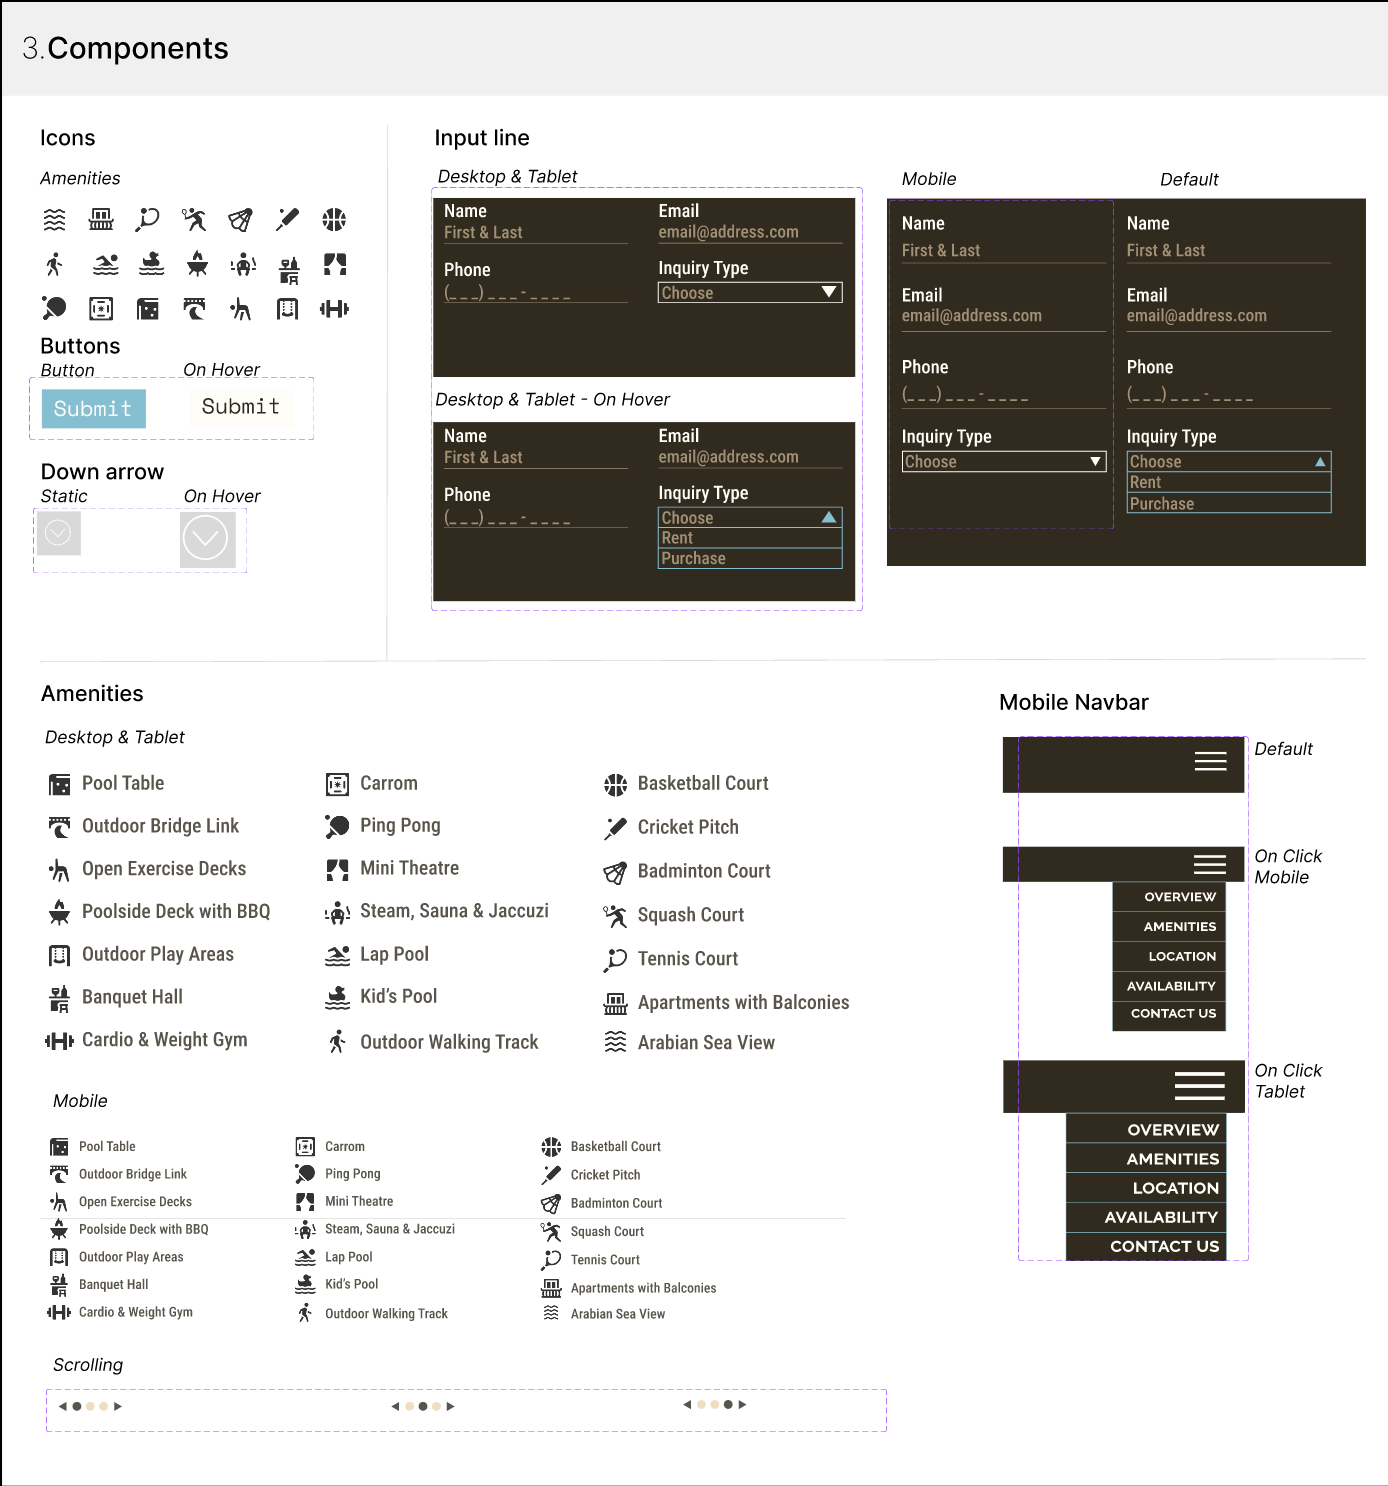 3.Components
Icons
Amenities
Buttons
Button
On Hover
Submit
Submit
Down arrow
Static
On Hover
Input line
Desktop & Tablet
Name
First & Last
Email
email@address.com
Phone
(_ _ _) _ _ _ - _ _ _ _
Inquiry Type
Choose
Desktop & Tablet - On Hover
Name
First & Last
Email
email@address.com
Phone
(_ _ _) _ _ _ - _ _ _ _
Inquiry Type
Choose
Rent
Purchase
Mobile
Name
First & Last
Email
email@address.com
Phone
(_ _ _) _ _ _ - _ _ _ _
Inquiry Type
Choose
Default
Name
First & Last
Email
email@address.com
Phone
(_ _ _) _ _ _ - _ _ _ _
Inquiry Type
Choose
Rent
Purchase
Amenities
Desktop & Tablet
Pool Table
Outdoor Bridge Link
Open Exercise Decks
Poolside Deck with BBQ
Outdoor Play Areas
Banquet Hall
Cardio & Weight Gym
Carrom
Ping Pong
Mini Theatre
Steam, Sauna & Jaccuzi
Lap Pool
Kid's Pool
Outdoor Walking Track
Basketball Court
Cricket Pitch
Badminton Court
Squash Court
Tennis Court
Apartments with Balconies
Arabian Sea View
Mobile
Pool Table
Outdoor Bridge Link
Open Exercise Decks
Poolside Deck with BBQ
Outdoor Play Areas
Banquet Hall
Cardio & Weight Gym
Carrom
Ping Pong
Mini Theatre
Steam, Sauna & Jaccuzi
Lap Pool
Kid's Pool
Outdoor Walking Track
Basketball Court
Cricket Pitch
Badminton Court
Squash Court
Tennis Court
Apartments with Balconies
Arabian Sea View
Scrolling
Mobile Navbar
Default
On Click
Mobile
OVERVIEW
AMENITIES
LOCATION
AVAILABILITY
CONTACT US
On Click
Tablet
OVERVIEW
AMENITIES
LOCATION
AVAILABILITY
CONTACT US